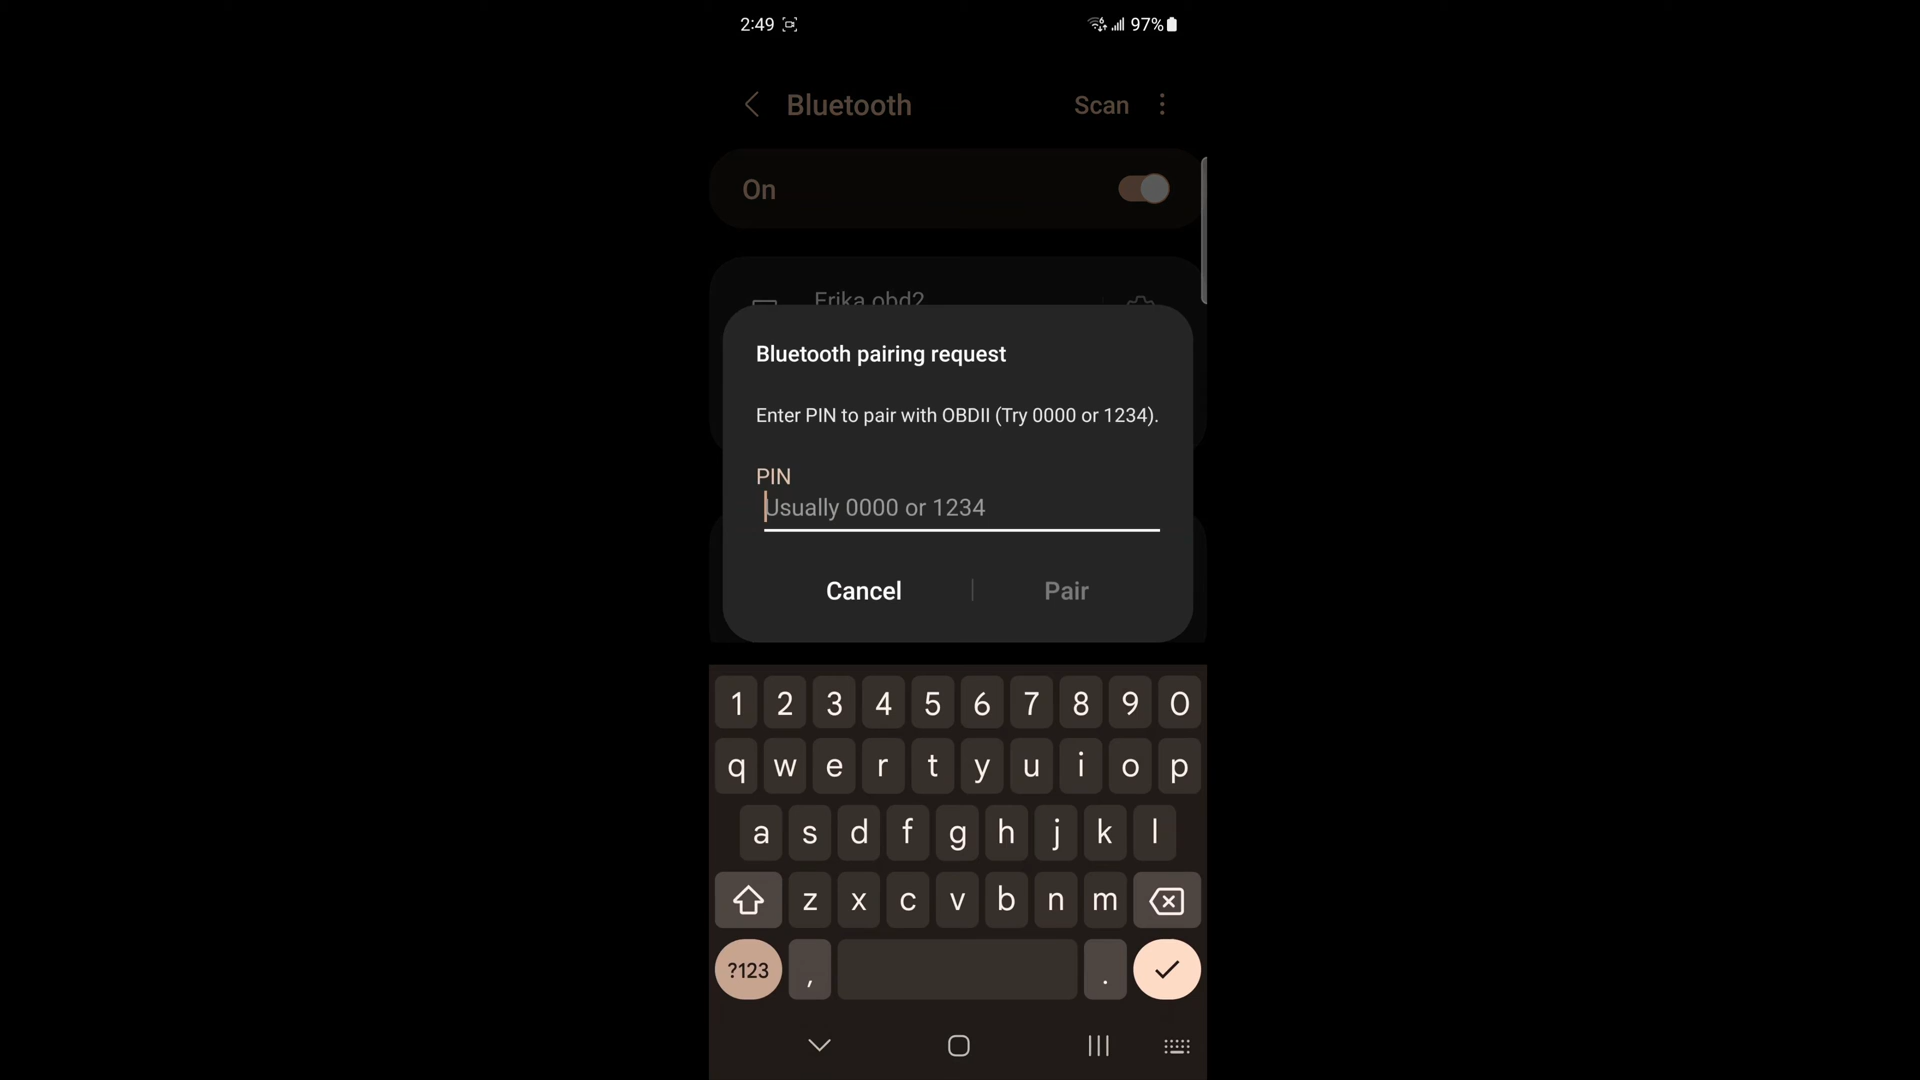 2:49 97%
Bluetooth Scan
On
Erika obd2
Bluetooth pairing request
Enter PIN to pair with OBDII (Try 0000 or 1234).
PIN
Usually 0000 or 1234
Cancel Pair
1 2 3 4 5 6 7 8 9 0
q w e r t y u i o p
a s d f g h j k l
z x c v b n m
?123 , .